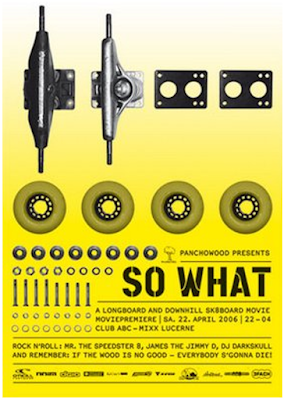 PANCHOWOOD PRESENTS
SO WHAT
A LONGBOARD AND DOWNHILL SK8BOARD MOVIE
MOVIEPREMIERE | SA. 22. APRIL 2006 | 22–04
CLUB ABC – MIXX LUCERNE
ROCK N'ROLL: MR. THE SPEEDSTER 8, JAMES THE JIMMY D, DJ DARKSKULL
AND REMEMBER: IF THE WOOD IS NO GOOD – EVERYBODY S'GONNA DIE!